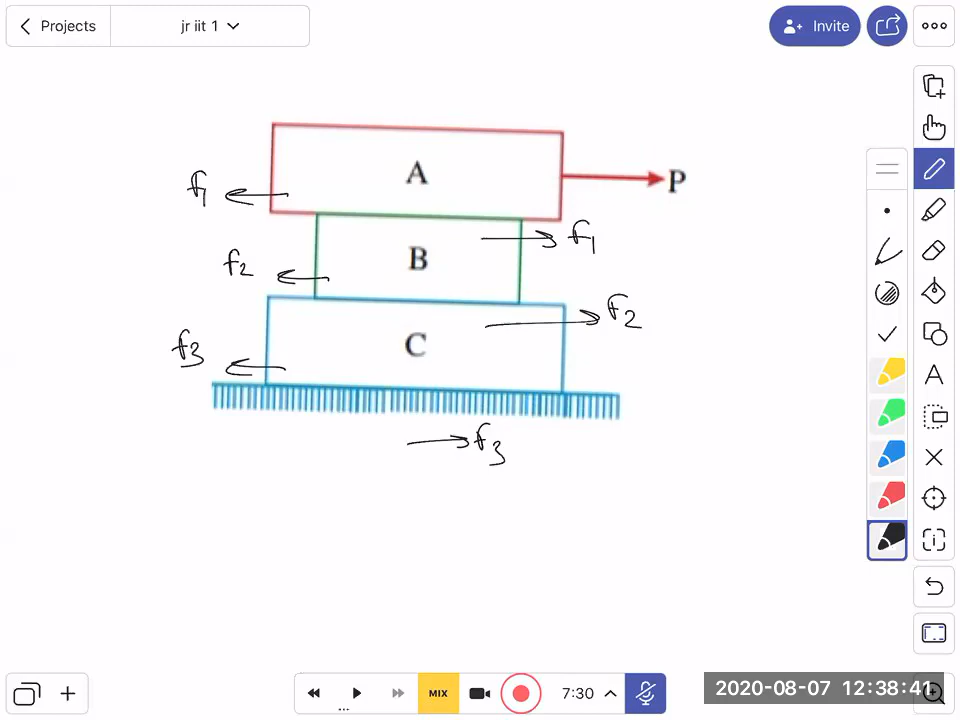 Projects
jr iit 1
Invite
A
P
f1
B
f1
f2
C
f2
f3
f3
A
MIX
7:30
2020-08-07 12:38:41